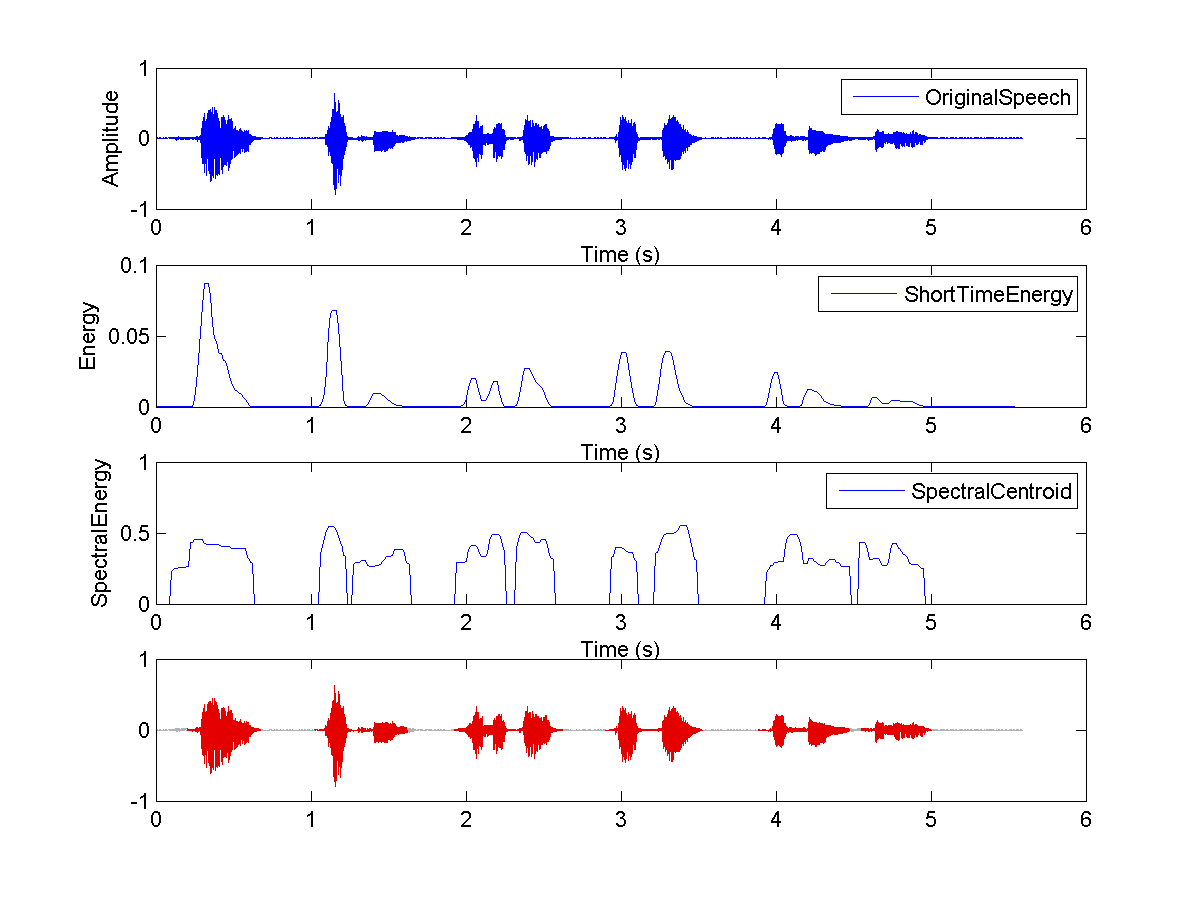 1
OriginalSpeech
Amplitude
0
-1
0 1 2 3 4 5 6
Time (s)
0.1
ShortTimeEnergy
Energy
0.05
0
0 1 2 3 4 5 6
Time (s)
1
SpectralCentroid
SpectralEnergy
0.5
0
0 1 2 3 4 5 6
Time (s)
1
0
-1
0 1 2 3 4 5 6